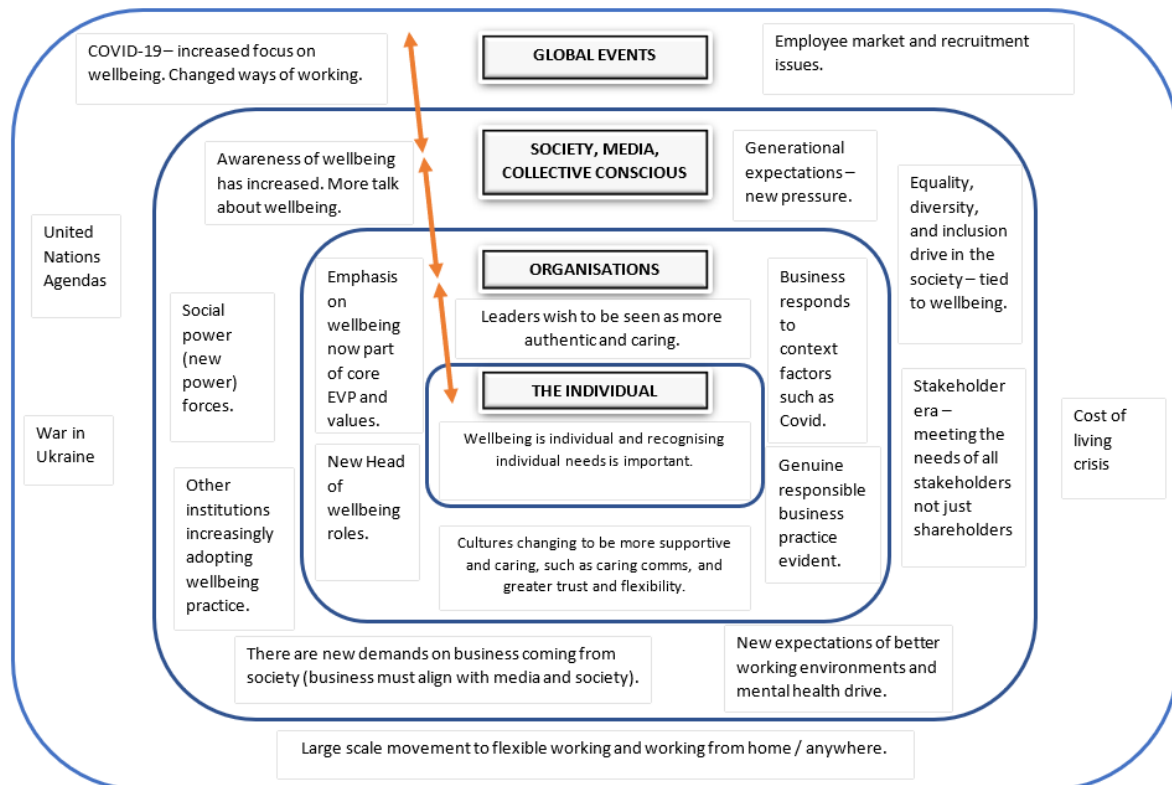 COVID-19 – increased focus on
wellbeing. Changed ways of working.
GLOBAL EVENTS
Employee market and recruitment
issues.
SOCIETY, MEDIA,
COLLECTIVE CONSCIOUS
Awareness of wellbeing
has increased. More talk
about wellbeing.
Generational
expectations –
new pressure.
Equality,
diversity,
and inclusion
drive in the
society – tied
to wellbeing.
United
Nations
Agendas
ORGANISATIONS
Emphasis
on
wellbeing
now part
of core
EVP and
values.
Leaders wish to be seen as more
authentic and caring.
Business
responds
to
context
factors
such as
Covid.
Social
power
(new
power)
forces.
THE INDIVIDUAL
Wellbeing is individual and recognising
individual needs is important.
Stakeholder
era –
meeting the
needs of all
stakeholders
not just
shareholders
War in
Ukraine
Cost of
living
crisis
New Head
of
wellbeing
roles.
Genuine
responsible
business
practice
evident.
Other
institutions
increasingly
adopting
wellbeing
practice.
Cultures changing to be more supportive
and caring, such as caring comms, and
greater trust and flexibility.
There are new demands on business coming from
society (business must align with media and society).
New expectations of better
working environments and
mental health drive.
Large scale movement to flexible working and working from home / anywhere.